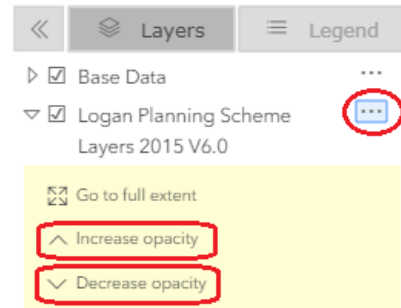 Layers Legend
Base Data ...
Logan Planning Scheme ...
Layers 2015 V6.0
Go to full extent
Increase opacity
Decrease opacity